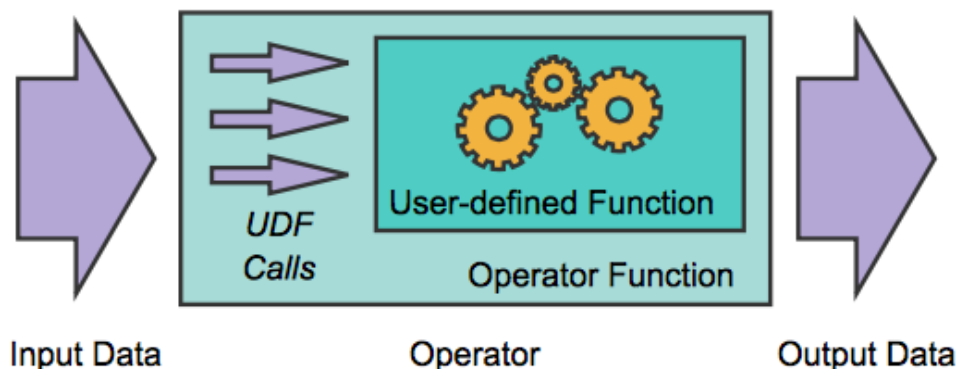 User-defined Function
UDF
Calls
Operator Function
Input Data
Operator
Output Data